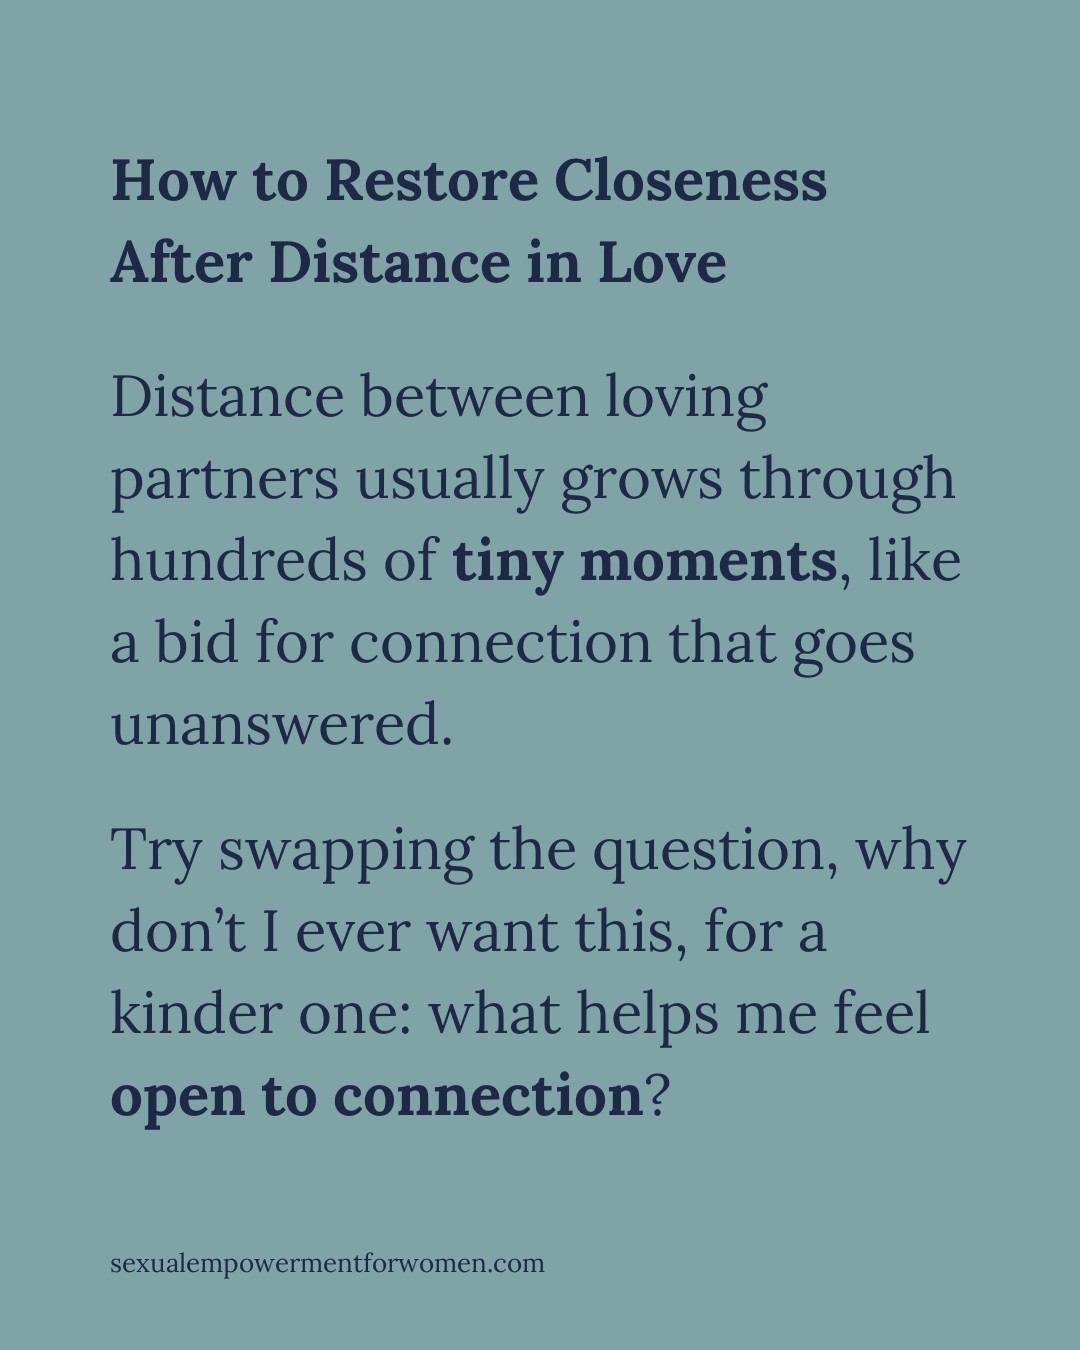 How to Restore Closeness
After Distance in Love
Distance between loving
partners usually grows through
hundreds of tiny moments, like
a bid for connection that goes
unanswered.
Try swapping the question, why
don’t I ever want this, for a
kinder one: what helps me feel
open to connection?
sexualempowermentforwomen.com